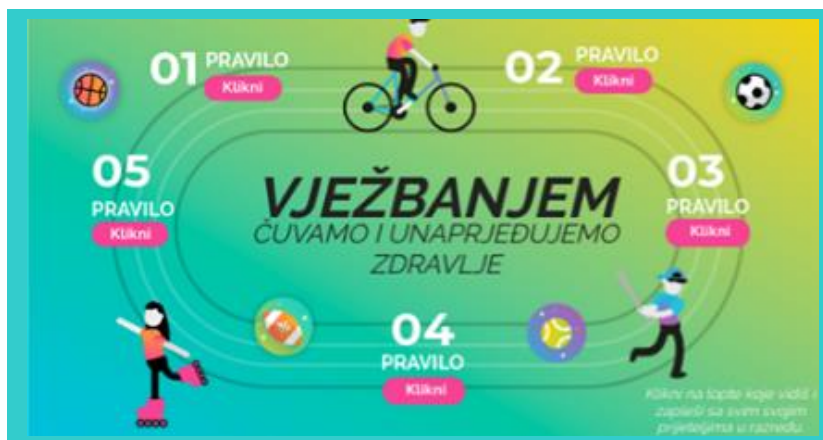 01 PRAVILO
Klikni
02 PRAVILO
Klikni
05
PRAVILO
Klikni
03
PRAVILO
Klikni
VJEŽBANJEM
ČUVAMO I UNAPRJEĐUJEMO
ZDRAVLJE
04
PRAVILO
Klikni
Klikni na lopte koje vidiš i
zapleši sa svim svojim
prijateljima u razredu.